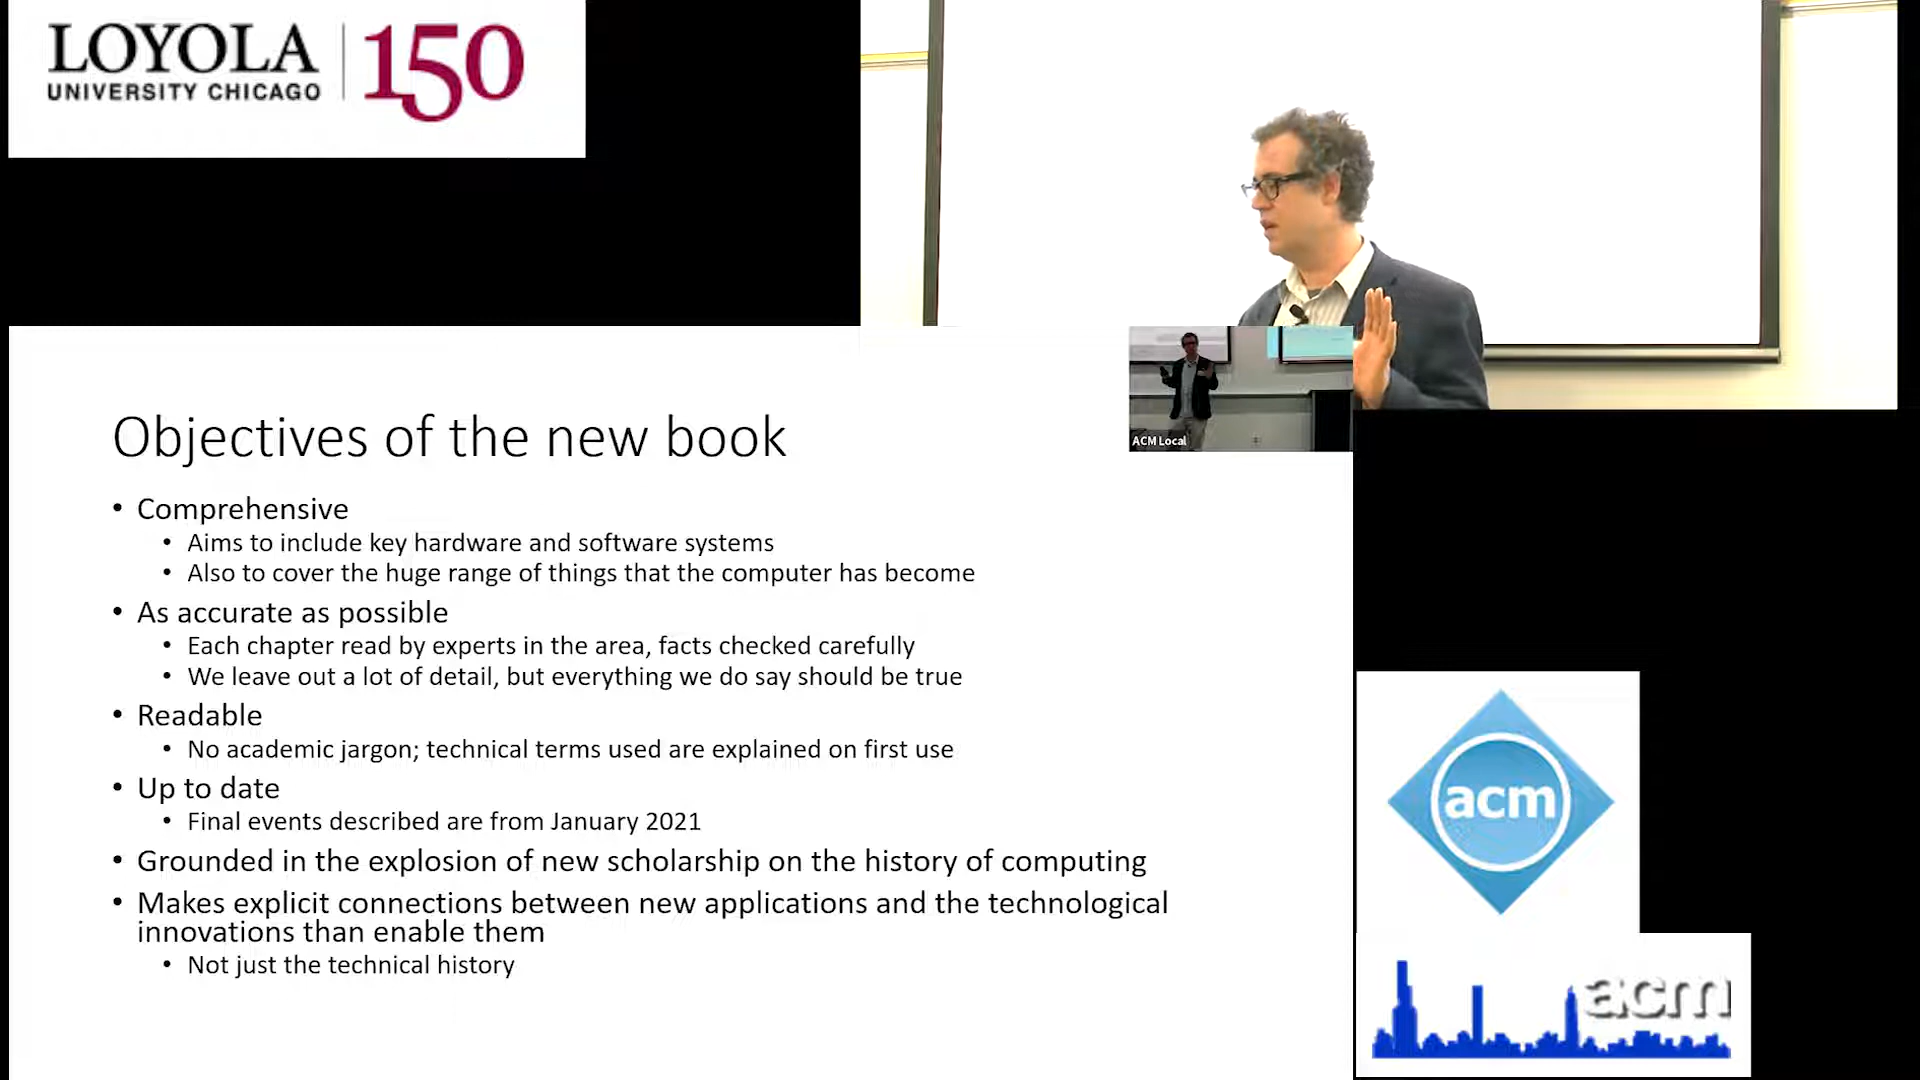 LOYOLA
UNIVERSITY CHICAGO
150
ACM Local
Objectives of the new book
• Comprehensive
• Aims to include key hardware and software systems
• Also to cover the huge range of things that the computer has become
• As accurate as possible
• Each chapter read by experts in the area, facts checked carefully
• We leave out a lot of detail, but everything we do say should be true
• Readable
• No academic jargon; technical terms used are explained on first use
• Up to date
• Final events described are from January 2021
• Grounded in the explosion of new scholarship on the history of computing
• Makes explicit connections between new applications and the technological
innovations than enable them
• Not just the technical history
acm
acm